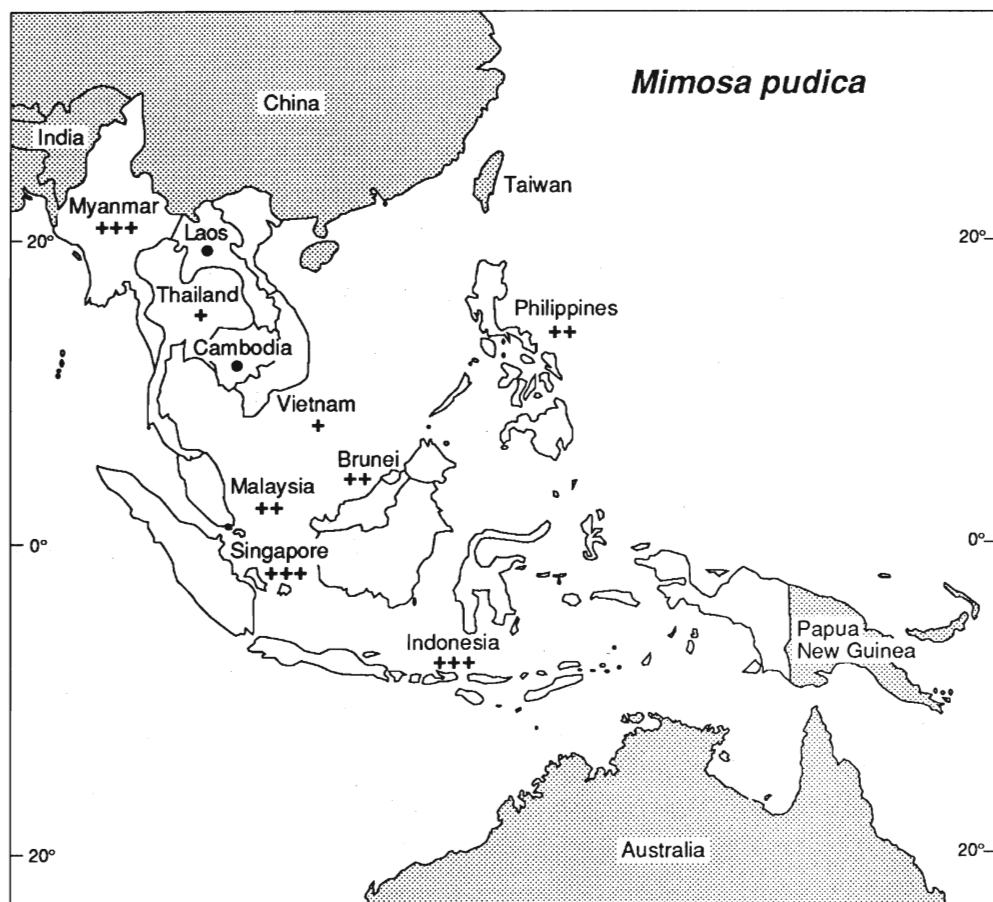 Mimosa pudica
China
India
Taiwan
Myanmar
+++
Laos
20°
20°
Thailand
+
Philippines
++
Cambodia
Vietnam
+
Brunei
++
Malaysia
++
0°
0°
Singapore
+++
Indonesia
+++
Papua
New Guinea
20°
20°
Australia